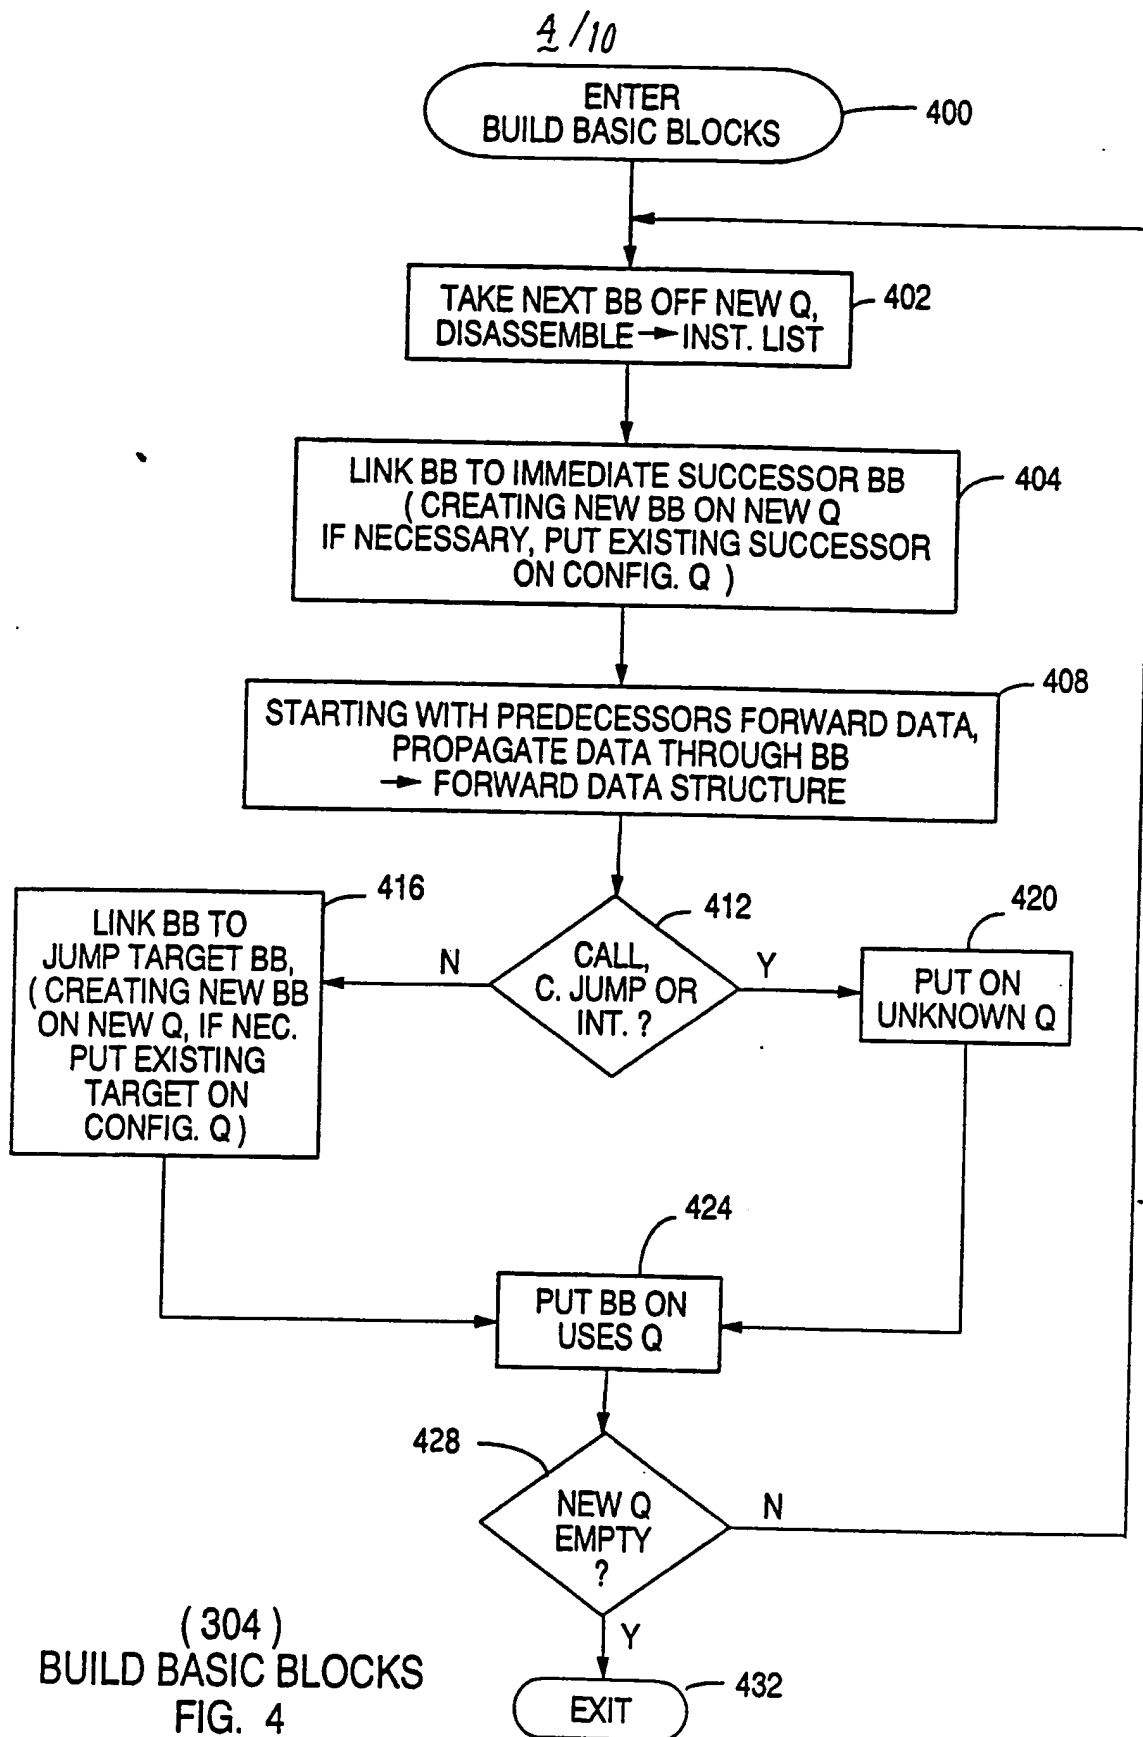 4/10
ENTER
BUILD BASIC BLOCKS
400
TAKE NEXT BB OFF NEW Q,
DISASSEMBLE → INST. LIST
402
LINK BB TO IMMEDIATE SUCCESSOR BB
( CREATING NEW BB ON NEW Q
IF NECESSARY, PUT EXISTING SUCCESSOR
ON CONFIG. Q )
404
STARTING WITH PREDECESSORS FORWARD DATA,
PROPAGATE DATA THROUGH BB
→ FORWARD DATA STRUCTURE
408
CALL,
C. JUMP OR
INT. ?
412
N
Y
LINK BB TO
JUMP TARGET BB,
( CREATING NEW BB
ON NEW Q, IF NEC.
PUT EXISTING
TARGET ON
CONFIG. Q )
416
PUT ON
UNKNOWN Q
420
PUT BB ON
USES Q
424
NEW Q
EMPTY
?
428
N
Y
EXIT
432
( 304 )
BUILD BASIC BLOCKS
FIG. 4